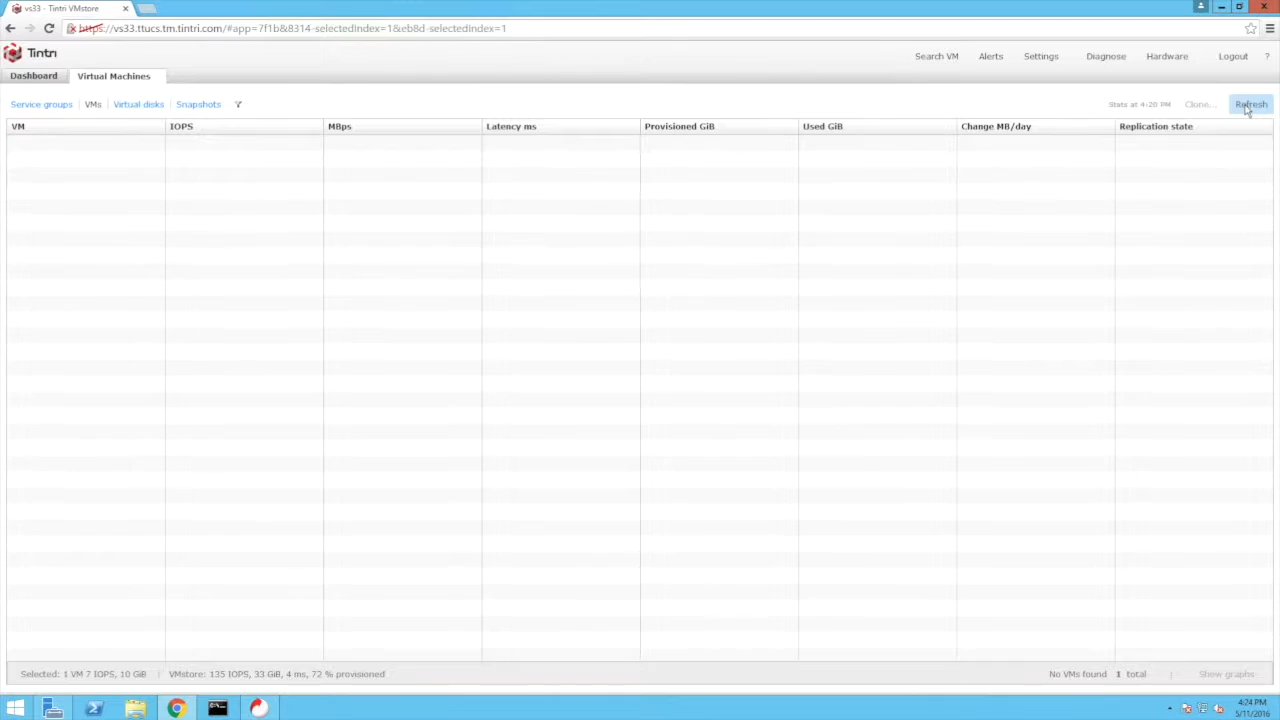 vs33 - Tintri VMstore
https://vs33.ttucs.tm.tintri.com/#app=7f1b&8314-selectedIndex=1&eb8d-selectedIndex=1
Tintri
Search VM Alerts Settings Diagnose Hardware Logout ?
Dashboard Virtual Machines
Service groups VMs Virtual disks Snapshots Stats at 4:20 PM Clone... Refresh
VM IOPS MBps Latency ms Provisioned GiB Used GiB Change MB/day Replication state
Selected: 1 VM 7 IOPS, 10 GiB VMstore: 135 IOPS, 33 GiB, 4 ms, 72 % provisioned No VMs found 1 total Show graphs
4:24 PM
5/11/2016